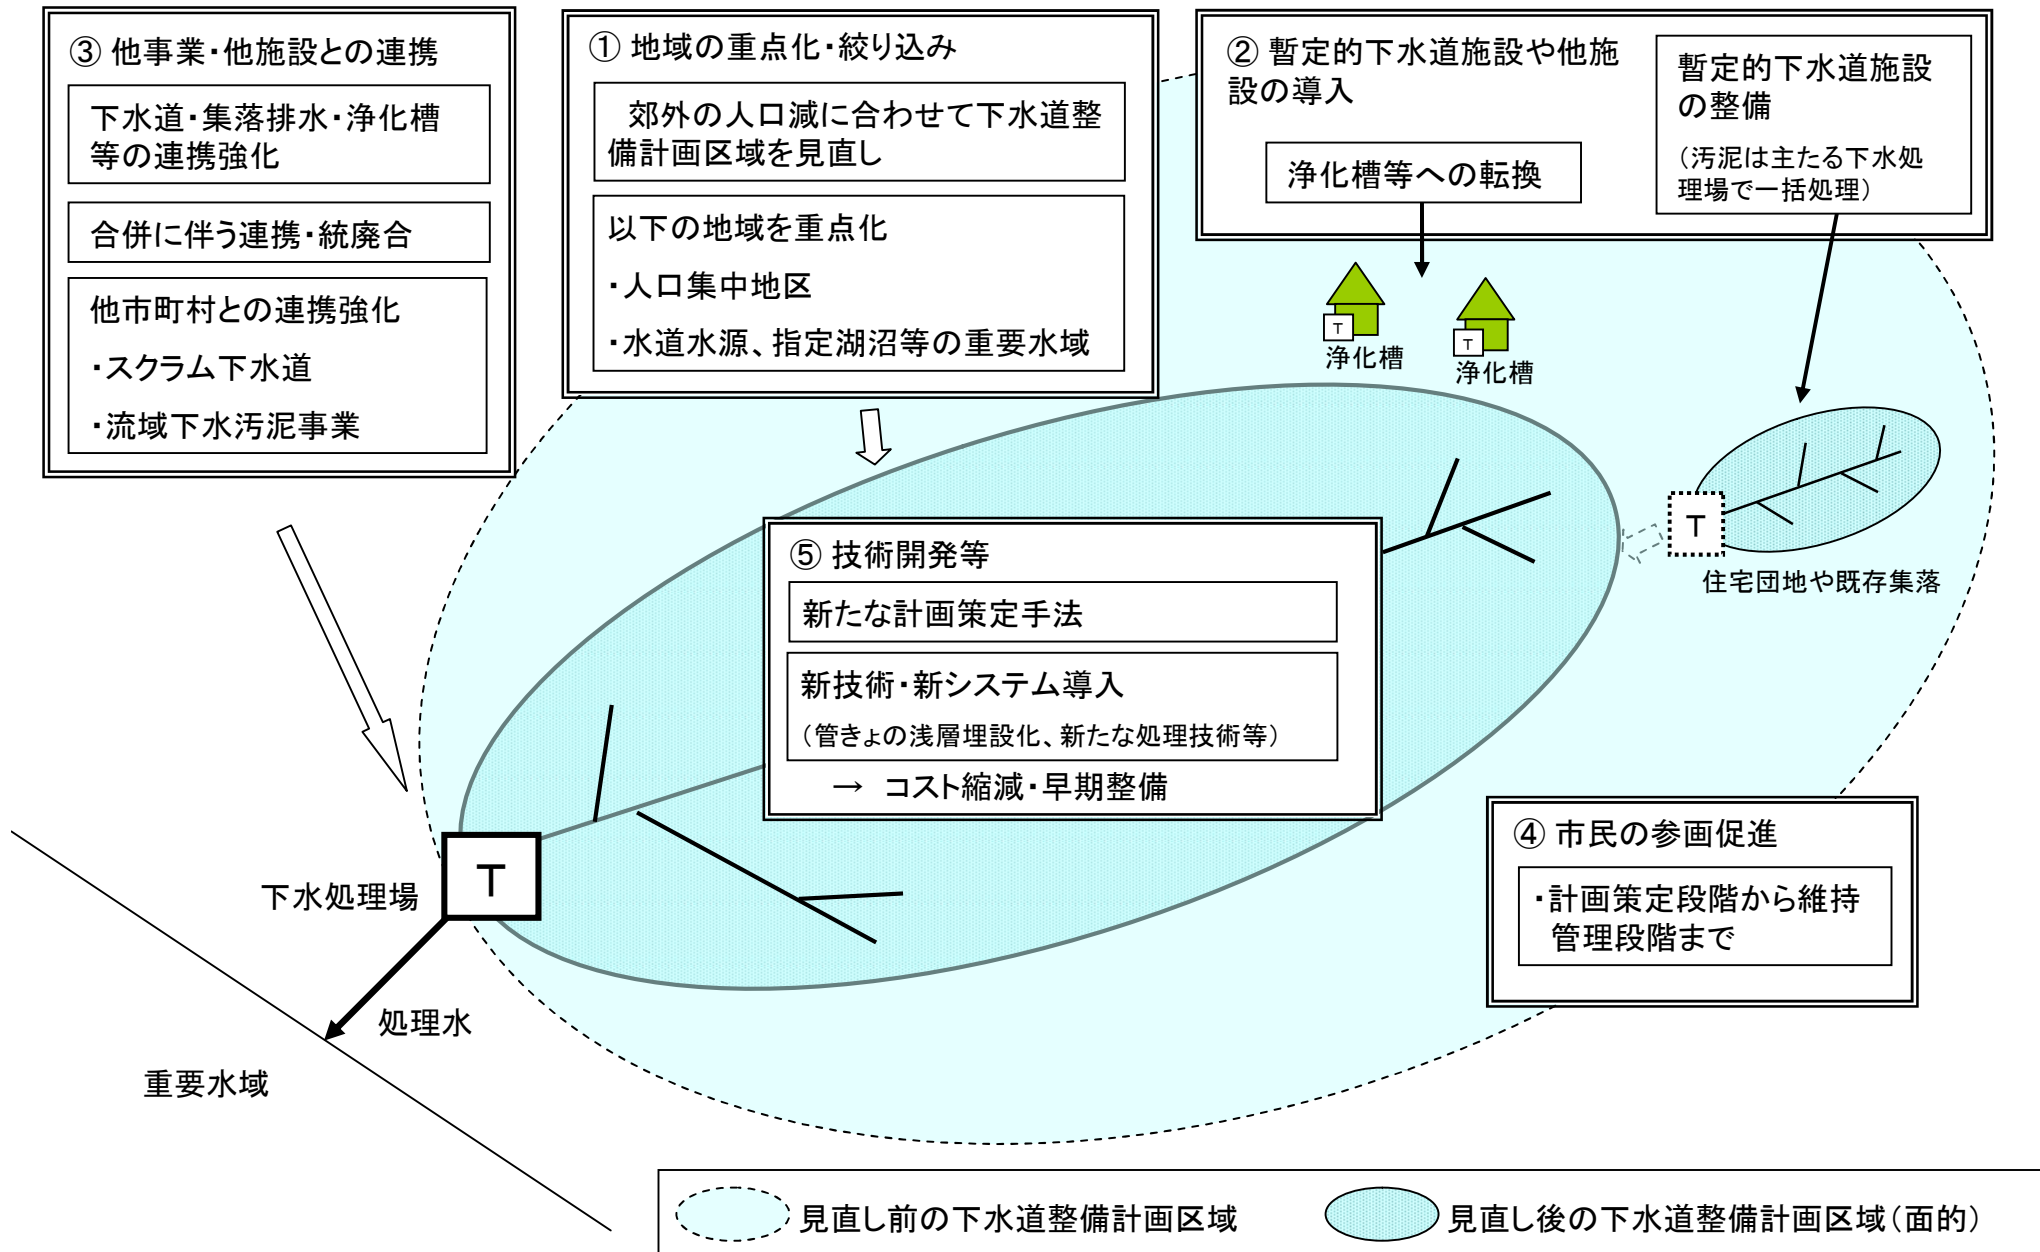 ③ 他事業・他施設との連携
下水道・集落排水・浄化槽
等の連携強化
合併に伴う連携・統廃合
他市町村との連携強化
・スクラム下水道
・流域下水汚泥事業
① 地域の重点化・絞り込み
郊外の人口減に合わせて下水道整
備計画区域を見直し
以下の地域を重点化
・人口集中地区
・水道水源、指定湖沼等の重要水域
② 暫定的下水道施設や他施
設の導入
浄化槽等への転換
暫定的下水道施設
の整備
（汚泥は主たる下水処
理場で一括処理）
T
浄化槽
T
浄化槽
T
住宅団地や既存集落
⑤ 技術開発等
新たな計画策定手法
新技術・新システム導入
（管きょの浅層埋設化、新たな処理技術等）
→ コスト縮減・早期整備
④ 市民の参画促進
・計画策定段階から維持
管理段階まで
下水処理場
T
処理水
重要水域
見直し前の下水道整備計画区域
見直し後の下水道整備計画区域（面的）